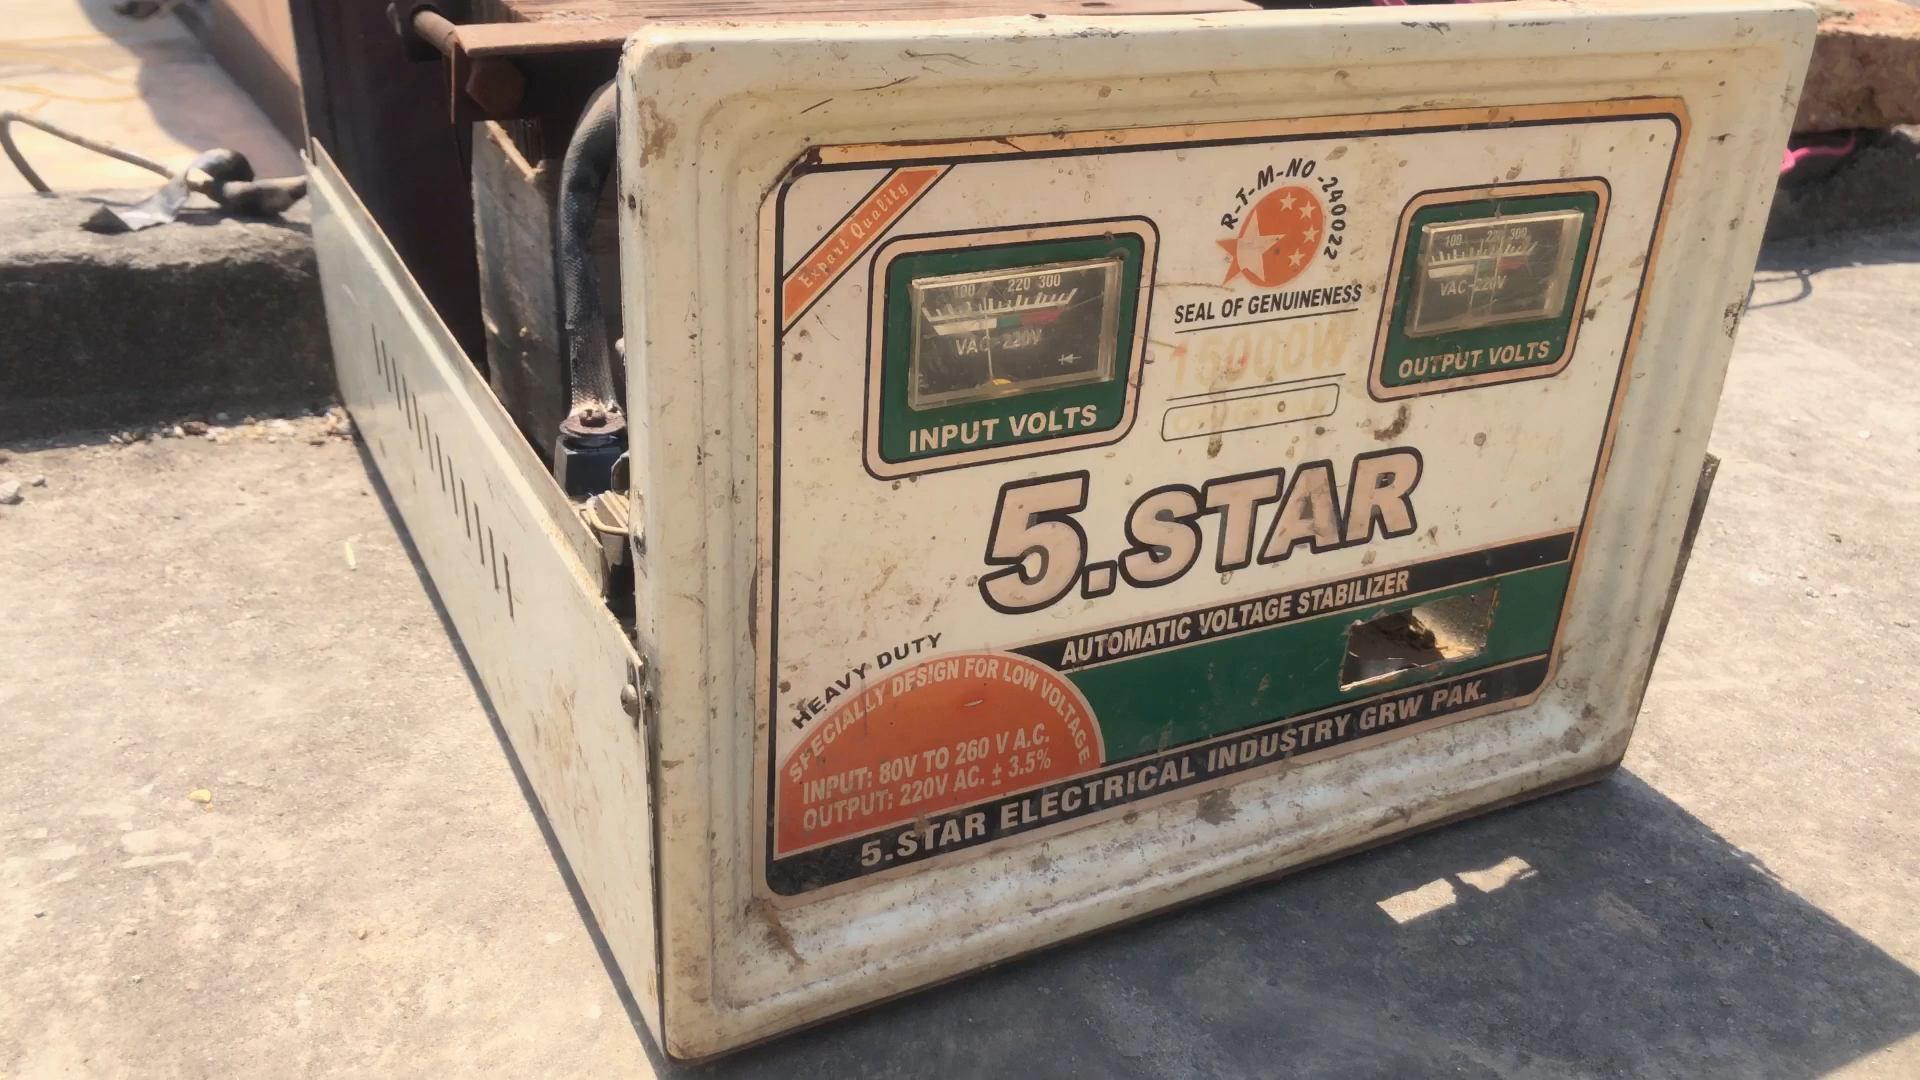 Export Quality
R-T-M-NO-240022
SEAL OF GENUINENESS
15000W
100 220 300
VAC-220V
INPUT VOLTS
100 220 300
VAC-220V
OUTPUT VOLTS
5.STAR
AUTOMATIC VOLTAGE STABILIZER
HEAVY DUTY
SPECIALLY DESIGN FOR LOW VOLTAGE
INPUT: 80V TO 260 V A.C.
OUTPUT: 220V AC. ± 3.5%
5.STAR ELECTRICAL INDUSTRY GRW PAK.